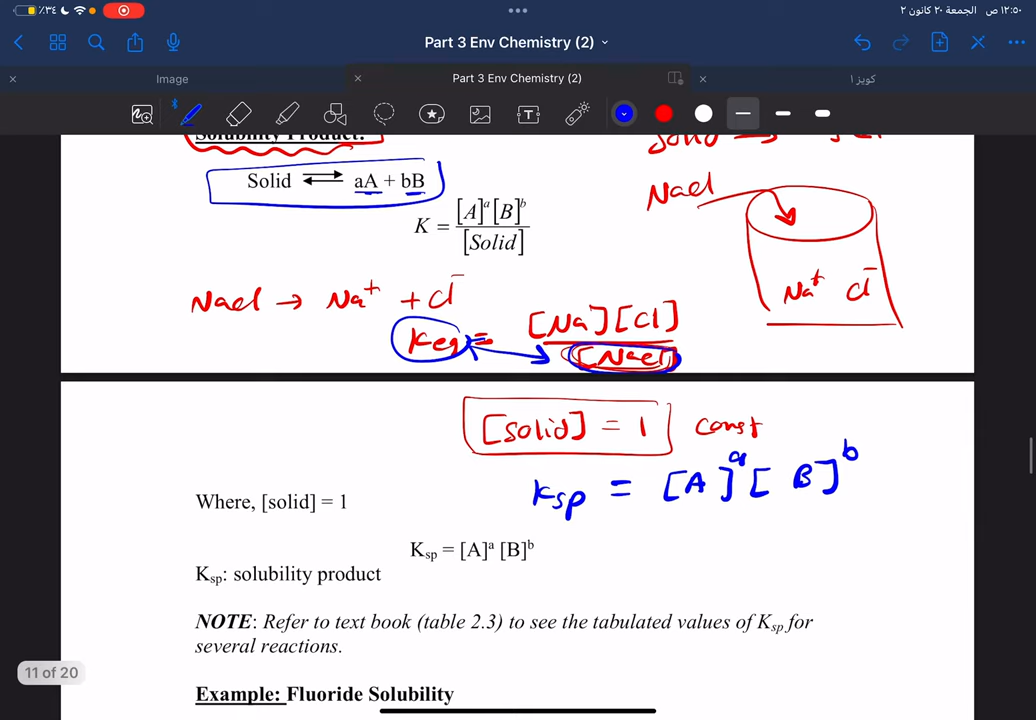 ٪٣٤ ١٢:٥٠ ص الجمعة ٢٠ كانون ٢
Part 3 Env Chemistry (2)
Image
Part 3 Env Chemistry (2)
كويز ١
Solubility Product:
Solid
Solid ⇌ aA + bB
NaCl
K = [A]ᵃ[B]ᵇ / [Solid]
Na⁺ Cl⁻
NaCl → Na⁺ + Cl⁻
Keq = [Na][Cl] / [NaCl]
[Solid] = 1 const
Ksp = [A]ᵃ [B]ᵇ
Where, [solid] = 1
Ksp = [A]ᵃ [B]ᵇ
Ksp: solubility product
NOTE: Refer to text book (table 2.3) to see the tabulated values of Ksp for
several reactions.
11 of 20
Example: Fluoride Solubility